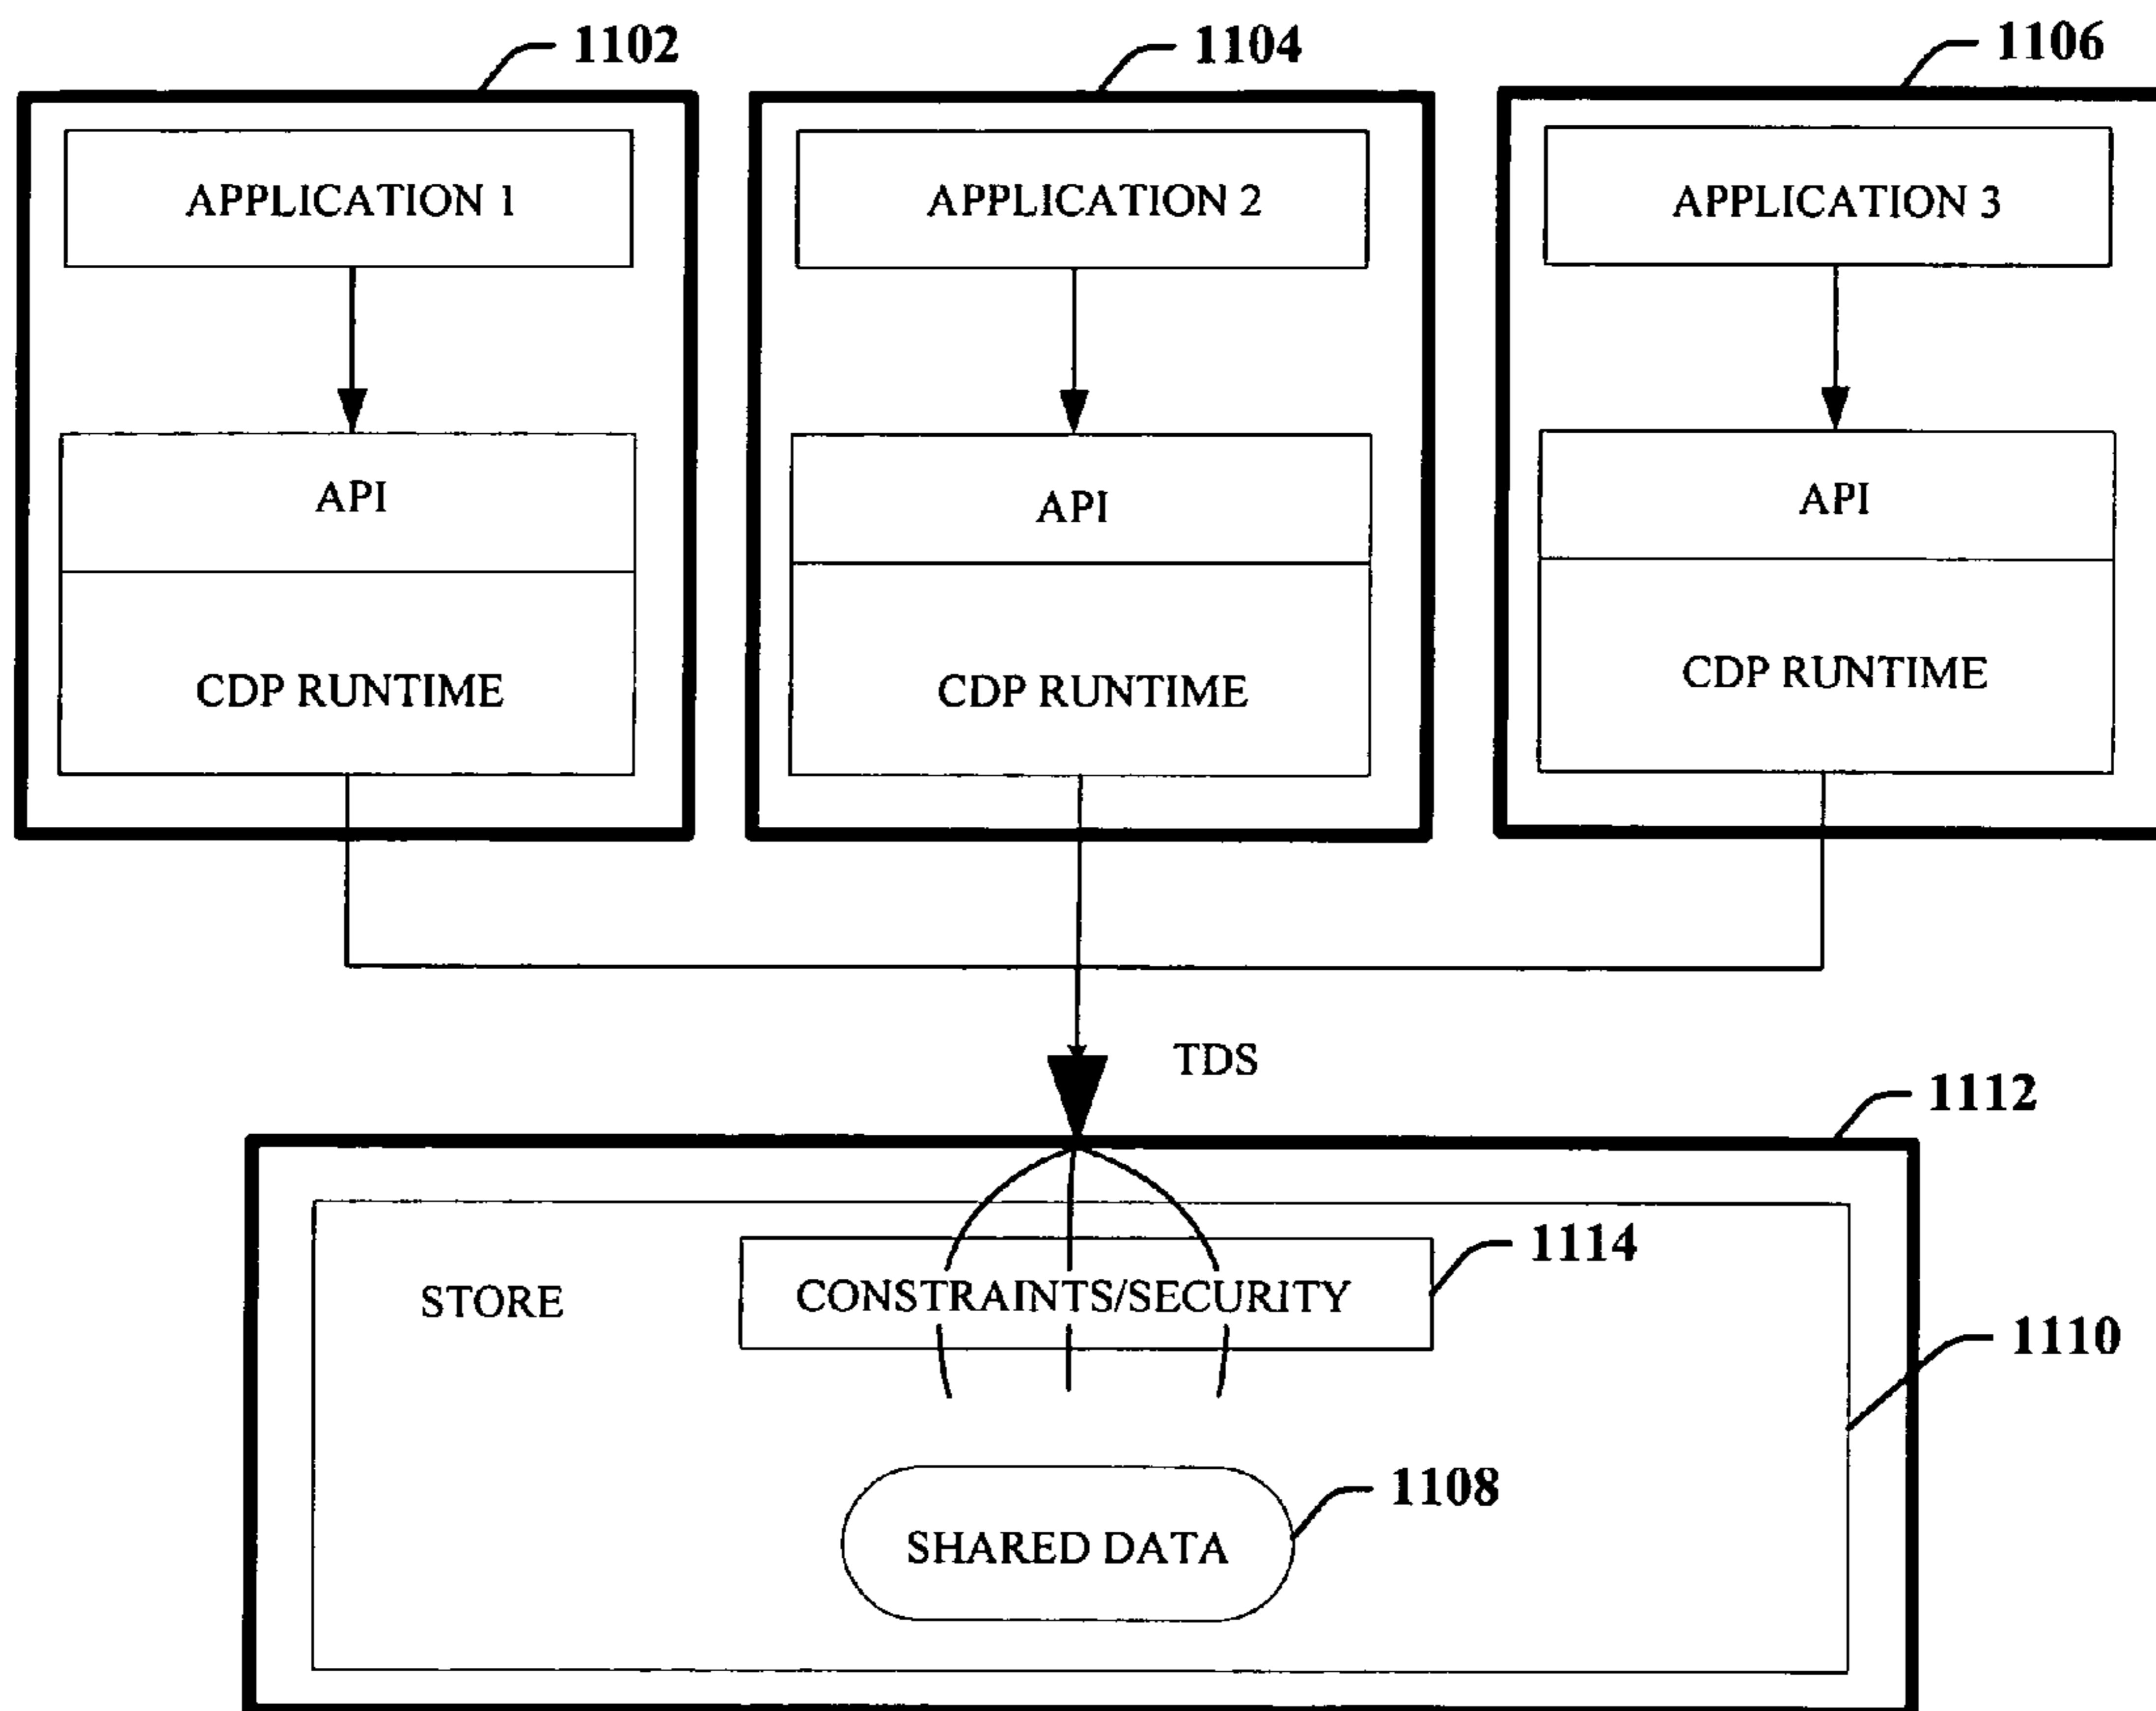 1102
1104
1106
APPLICATION 1
APPLICATION 2
APPLICATION 3
API
API
API
CDP RUNTIME
CDP RUNTIME
CDP RUNTIME
TDS
1112
1114
STORE
CONSTRAINTS/SECURITY
1110
1108
SHARED DATA